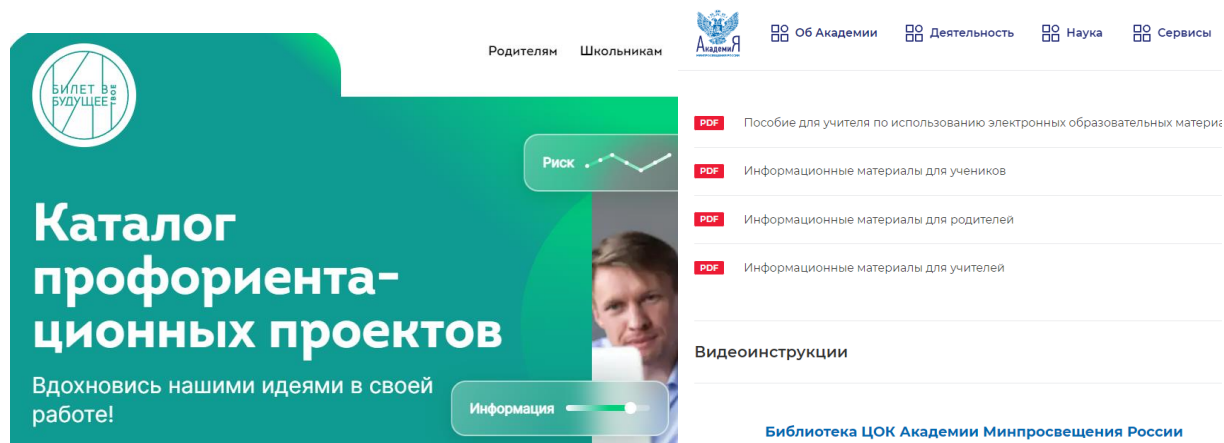 Родителям Школьникам
БИЛЕТ В
БУДУЩЕЕ
ТВОЕ
Риск
Каталог
профориента-
ционных проектов
Вдохновись нашими идеями в своей
работе!
Информация
АкадемиЯ
Об Академии Деятельность Наука Сервисы
PDF Пособие для учителя по использованию электронных образовательных матери
PDF Информационные материалы для учеников
PDF Информационные материалы для родителей
PDF Информационные материалы для учителей
Видеоинструкции
Библиотека ЦОК Академии Минпросвещения России